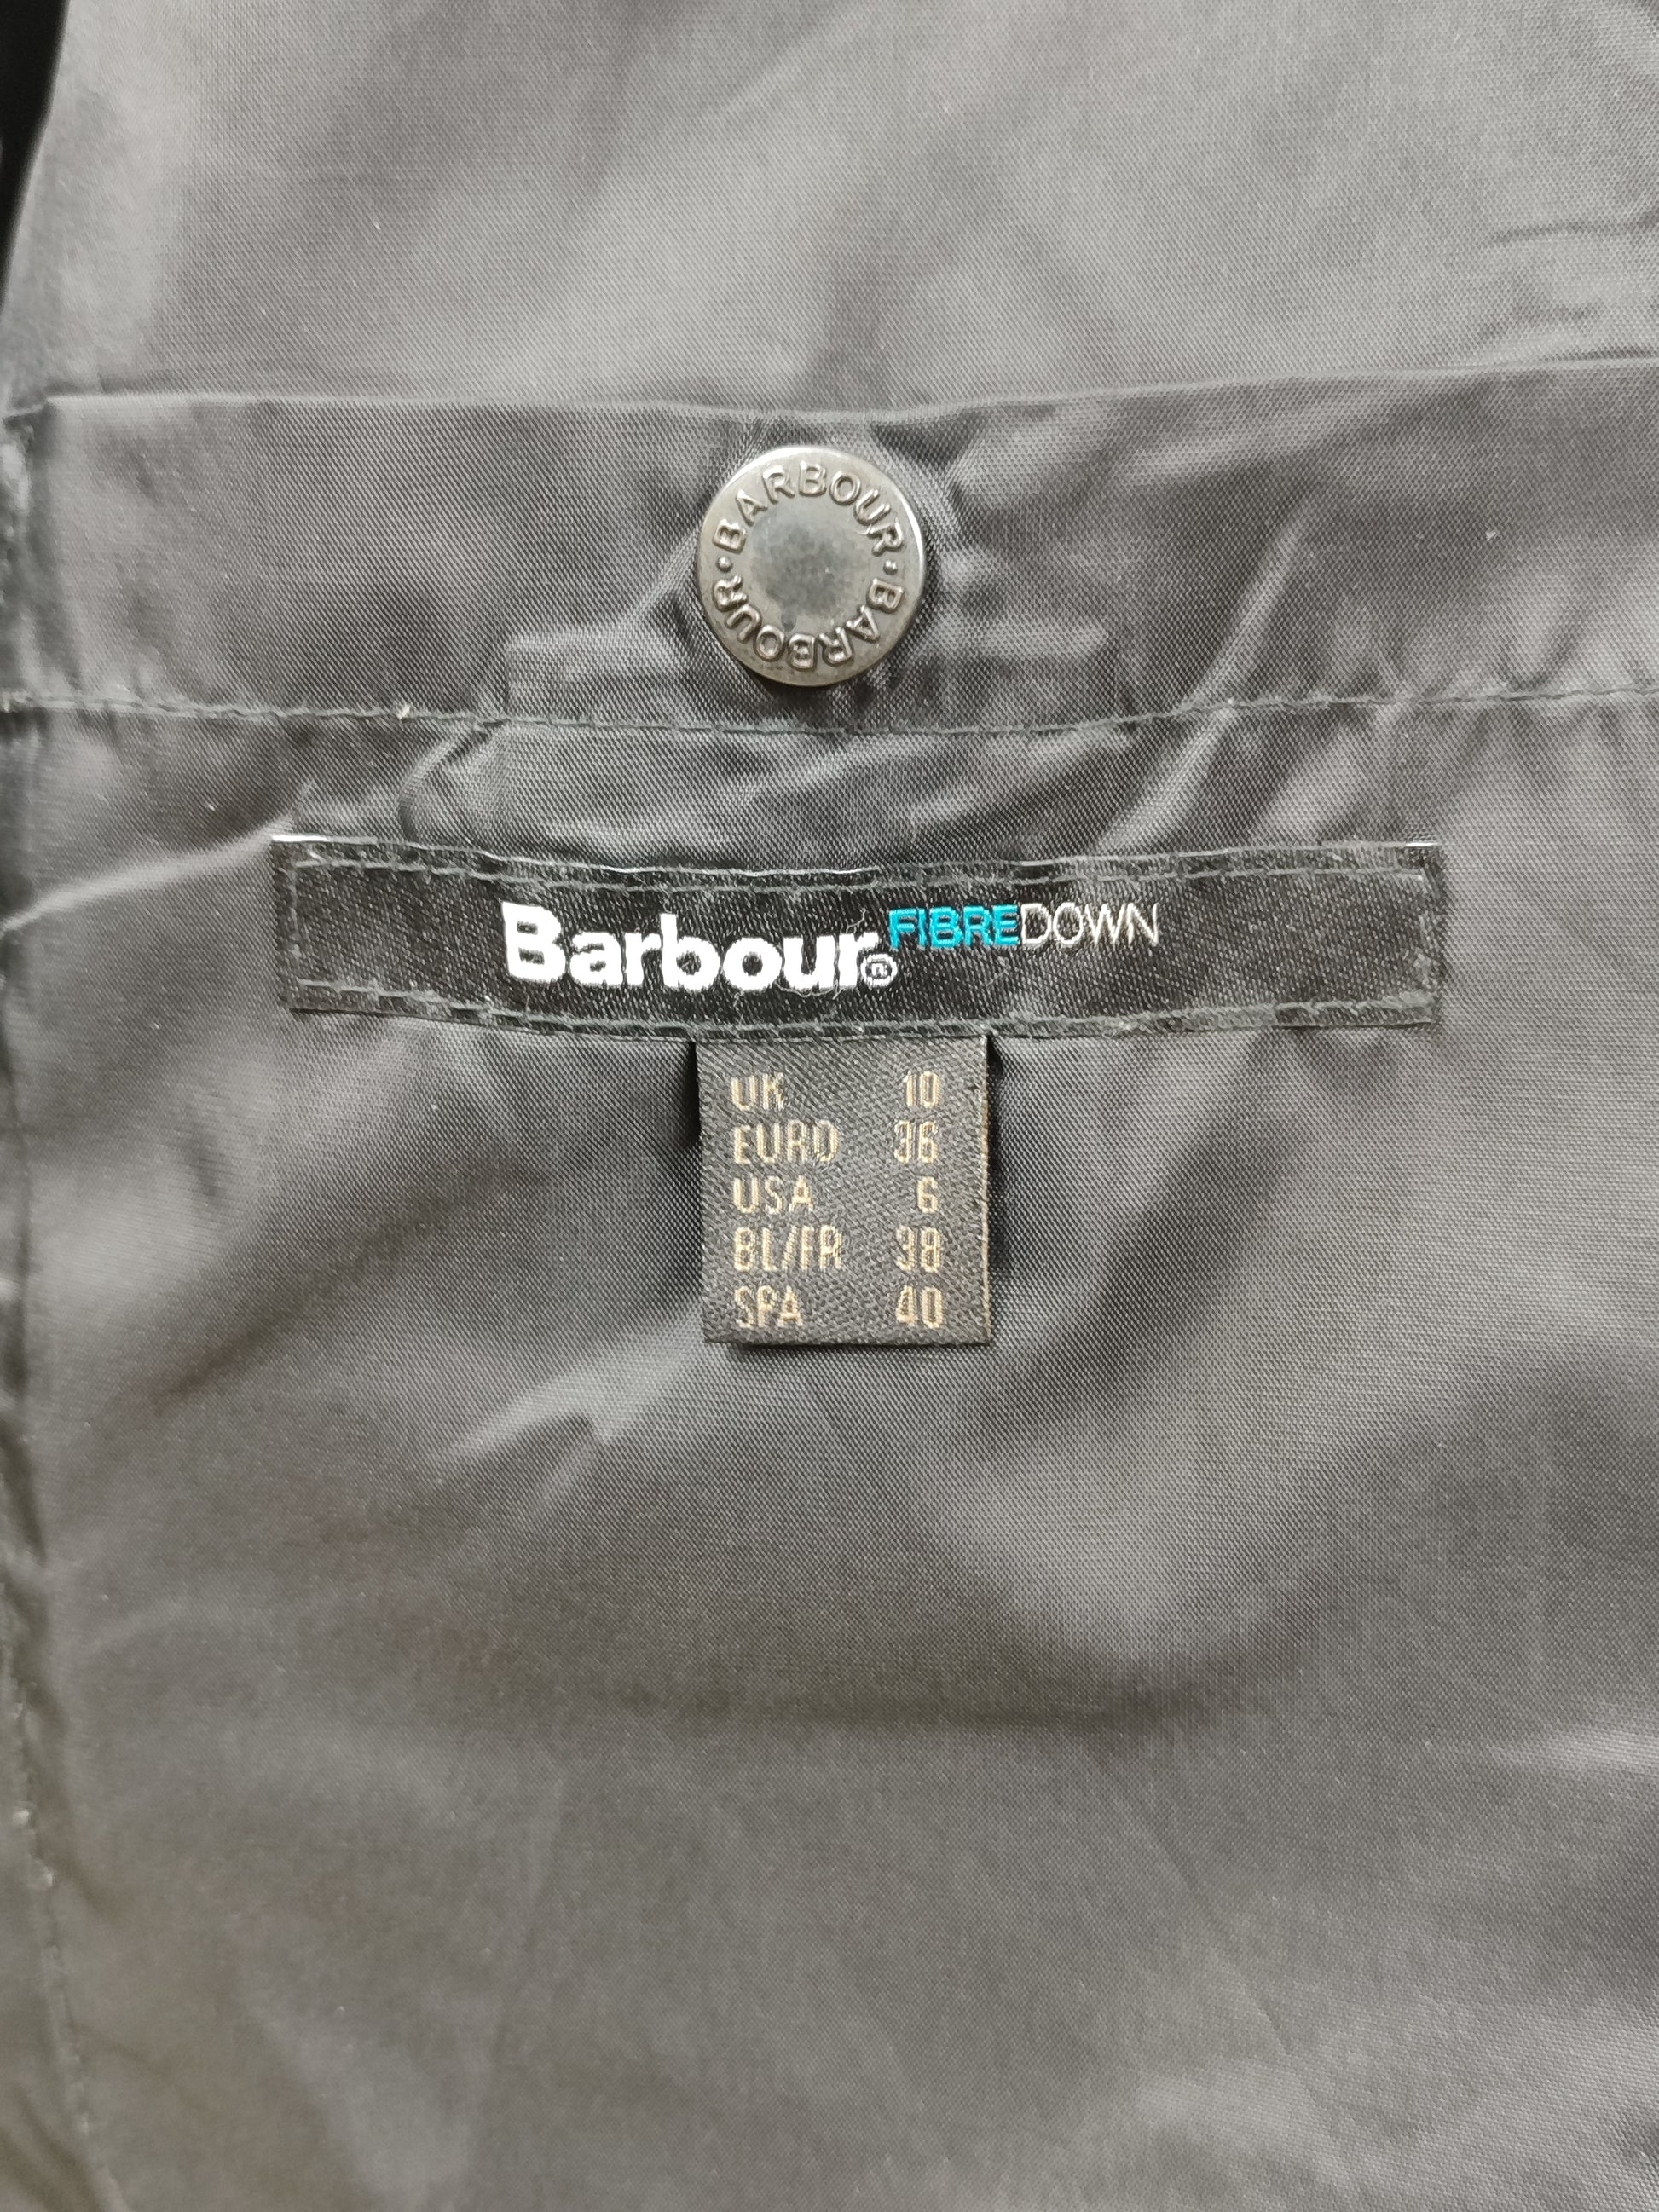 BARBOUR · BARBOUR ·
Barbour® FIBREDOWN
UK 10
EURO 36
USA 6
BL/FR 38
SPA 40